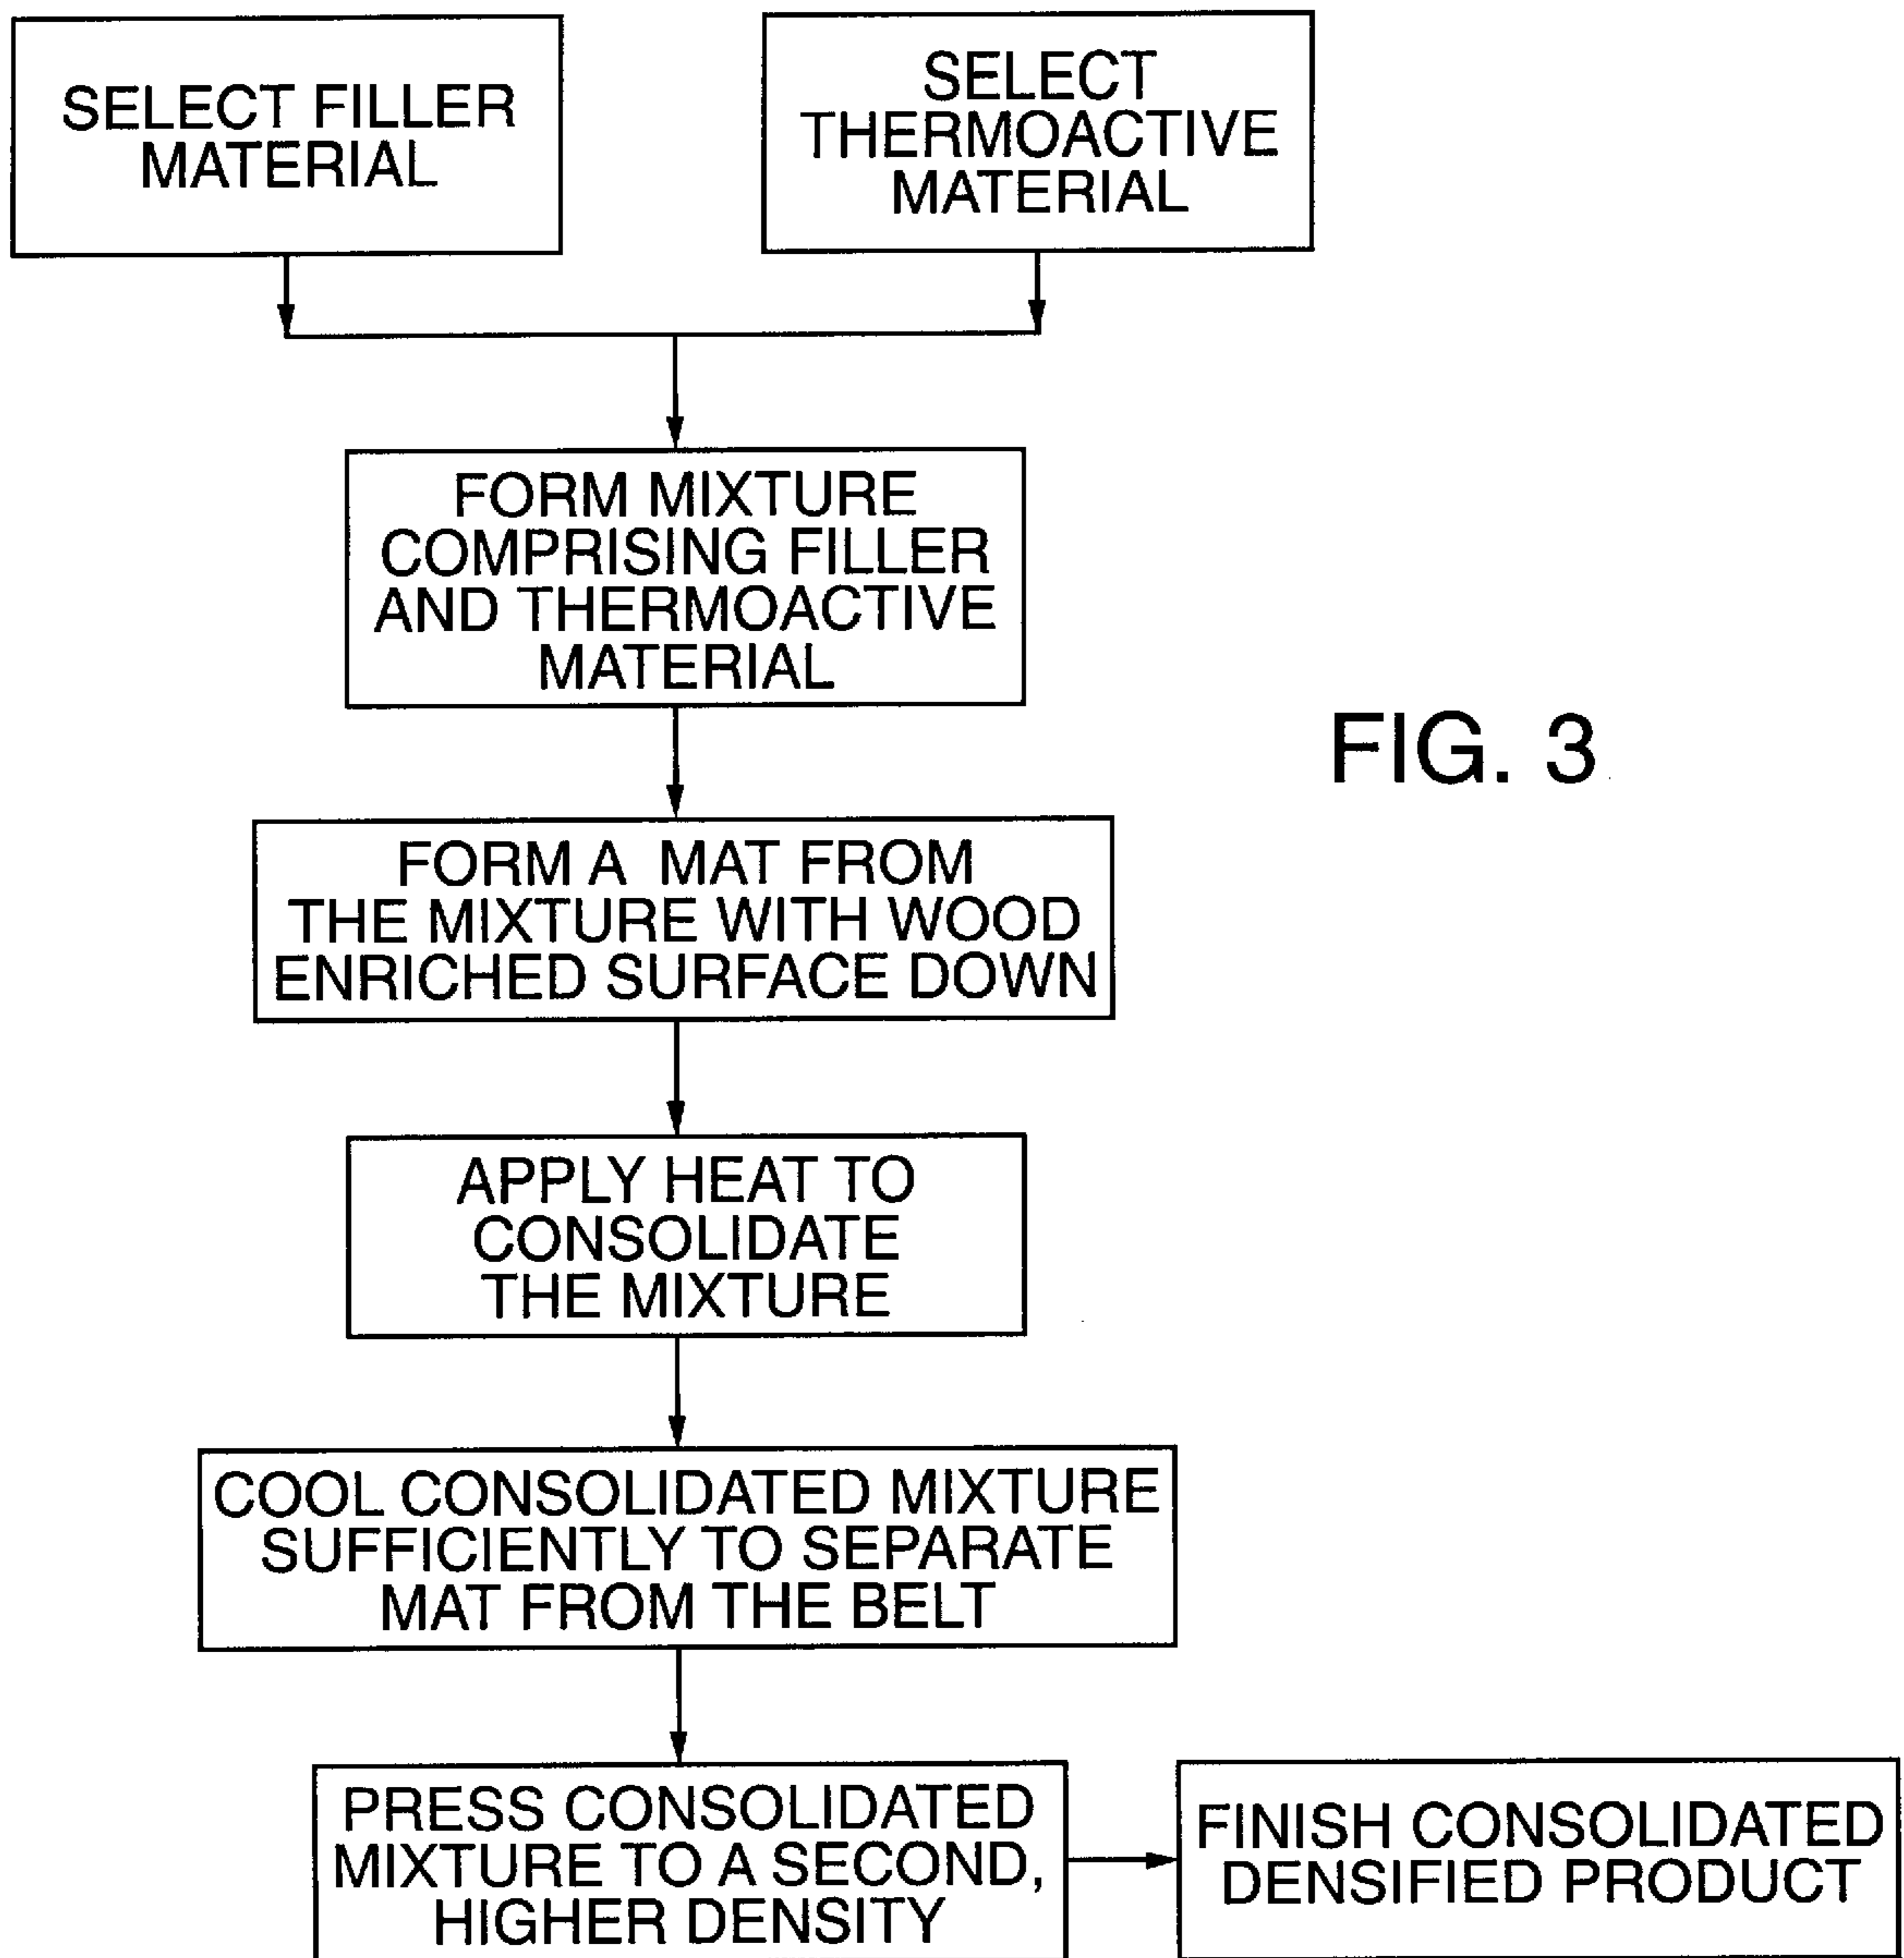 SELECT FILLER
MATERIAL
SELECT
THERMOACTIVE
MATERIAL
FORM MIXTURE
COMPRISING FILLER
AND THERMOACTIVE
MATERIAL
FIG. 3
FORM A MAT FROM
THE MIXTURE WITH WOOD
ENRICHED SURFACE DOWN
APPLY HEAT TO
CONSOLIDATE
THE MIXTURE
COOL CONSOLIDATED MIXTURE
SUFFICIENTLY TO SEPARATE
MAT FROM THE BELT
PRESS CONSOLIDATED
MIXTURE TO A SECOND,
HIGHER DENSITY
FINISH CONSOLIDATED
DENSIFIED PRODUCT